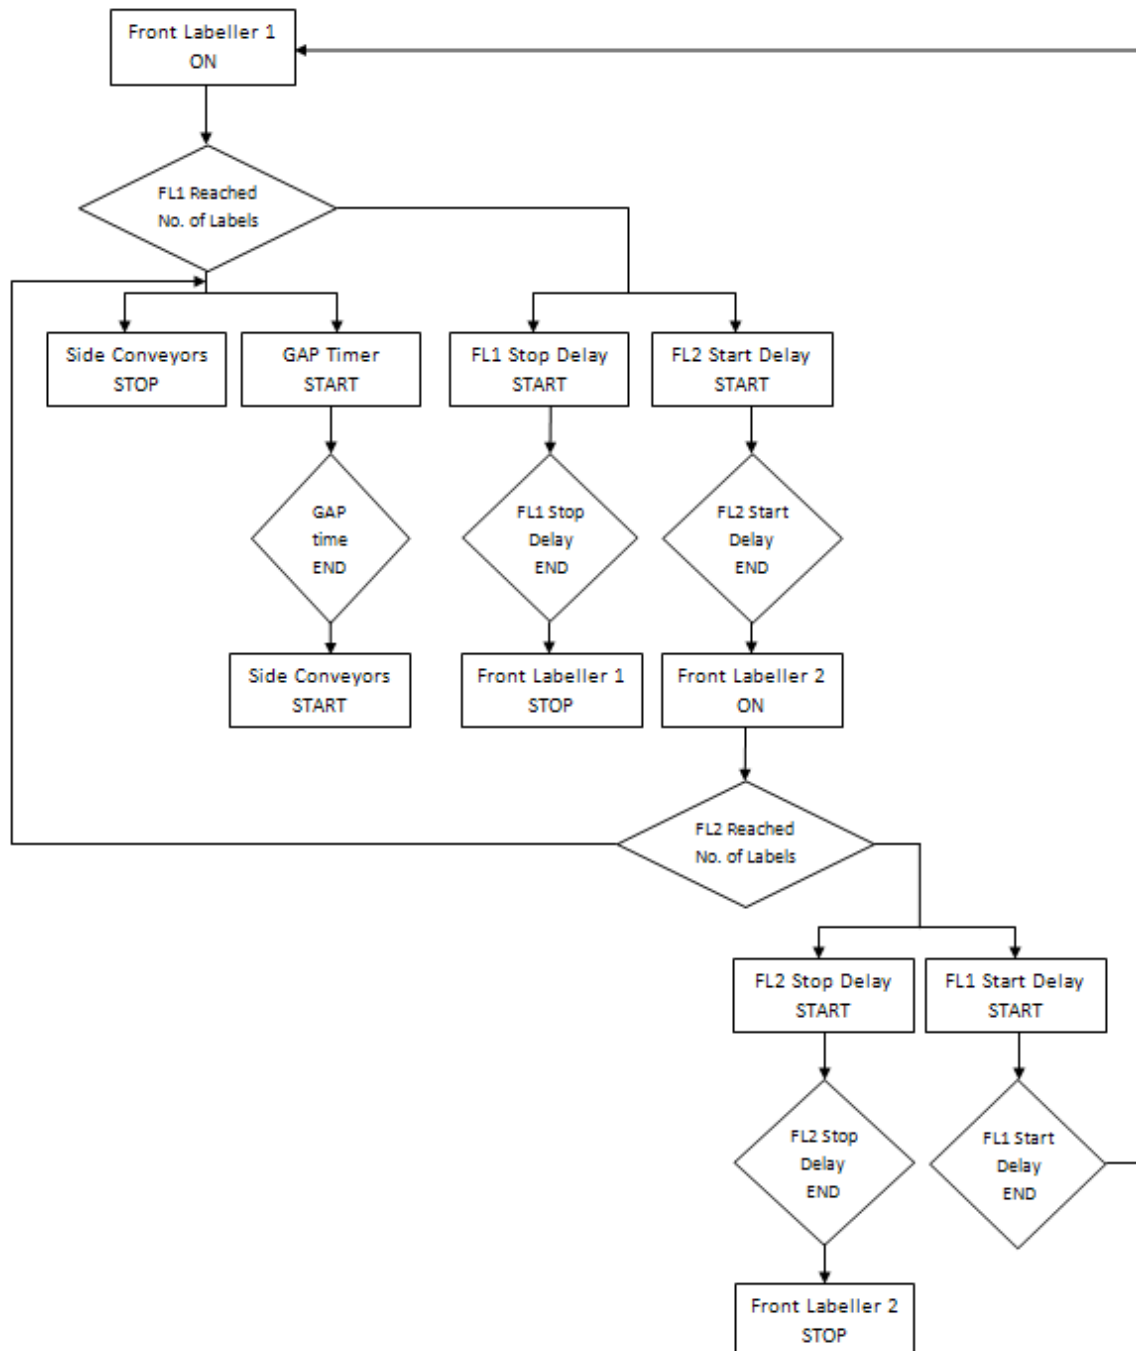 Front Labeller 1
ON
FL1 Reached
No. of Labels
Side Conveyors
STOP
GAP Timer
START
FL1 Stop Delay
START
FL2 Start Delay
START
GAP
time
END
FL1 Stop
Delay
END
FL2 Start
Delay
END
Side Conveyors
START
Front Labeller 1
STOP
Front Labeller 2
ON
FL2 Reached
No. of Labels
FL2 Stop Delay
START
FL1 Start Delay
START
FL2 Stop
Delay
END
FL1 Start
Delay
END
Front Labeller 2
STOP